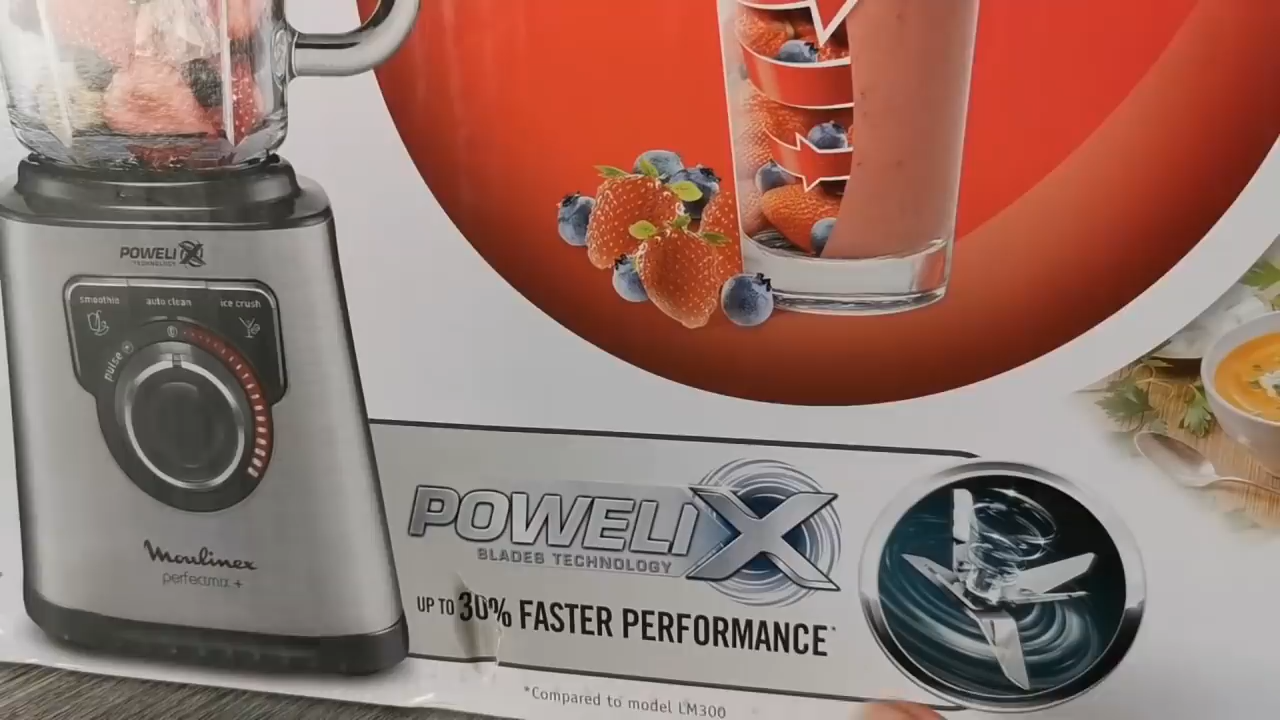 POWELIX
TECHNOLOGY
smoothie
auto clean
ice crush
pulse
Moulinex
perfectmix +
POWELIX
BLADES TECHNOLOGY
UP TO 30% FASTER PERFORMANCE*
*Compared to model LM300